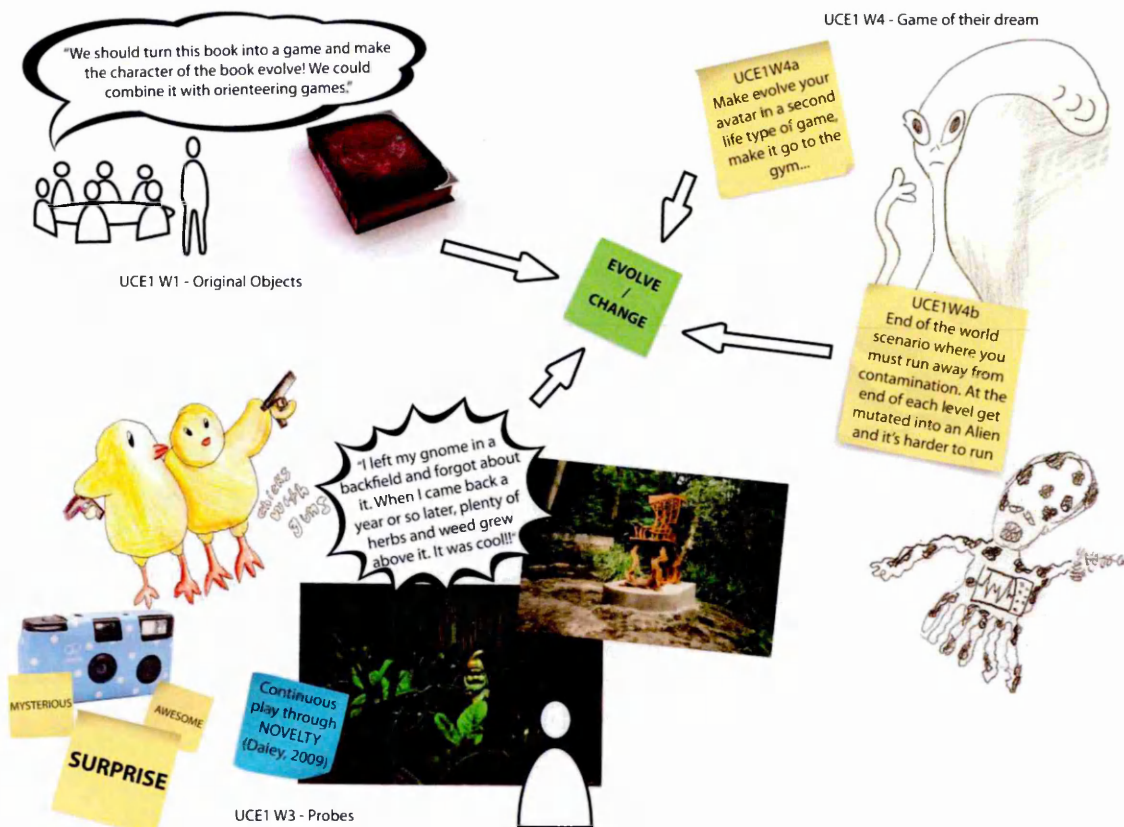 "We should turn this book into a game and make
the character of the book evolve! We could
combine it with orienteering games."
UCE1 W1 - Original Objects
UCE1 W4 - Game of their dream
UCE1W4a
Make evolve your
avatar in a second
life type of game,
make it go to the
gym...
EVOLVE
/
CHANGE
UCE1W4b
End of the world
scenario where you
must run away from
contamination. At the
end of each level get
mutated into an Alien
and it's harder to run
chicks
with
guns
"I left my gnome in a
backfield and forgot about
it. When I came back a
year or so later, plenty of
herbs and weed grew
above it. It was cool!!"
MYSTERIOUS
AWESOME
SURPRISE
Continuous
play through
NOVELTY
(Daley, 2009)
UCE1 W3 - Probes